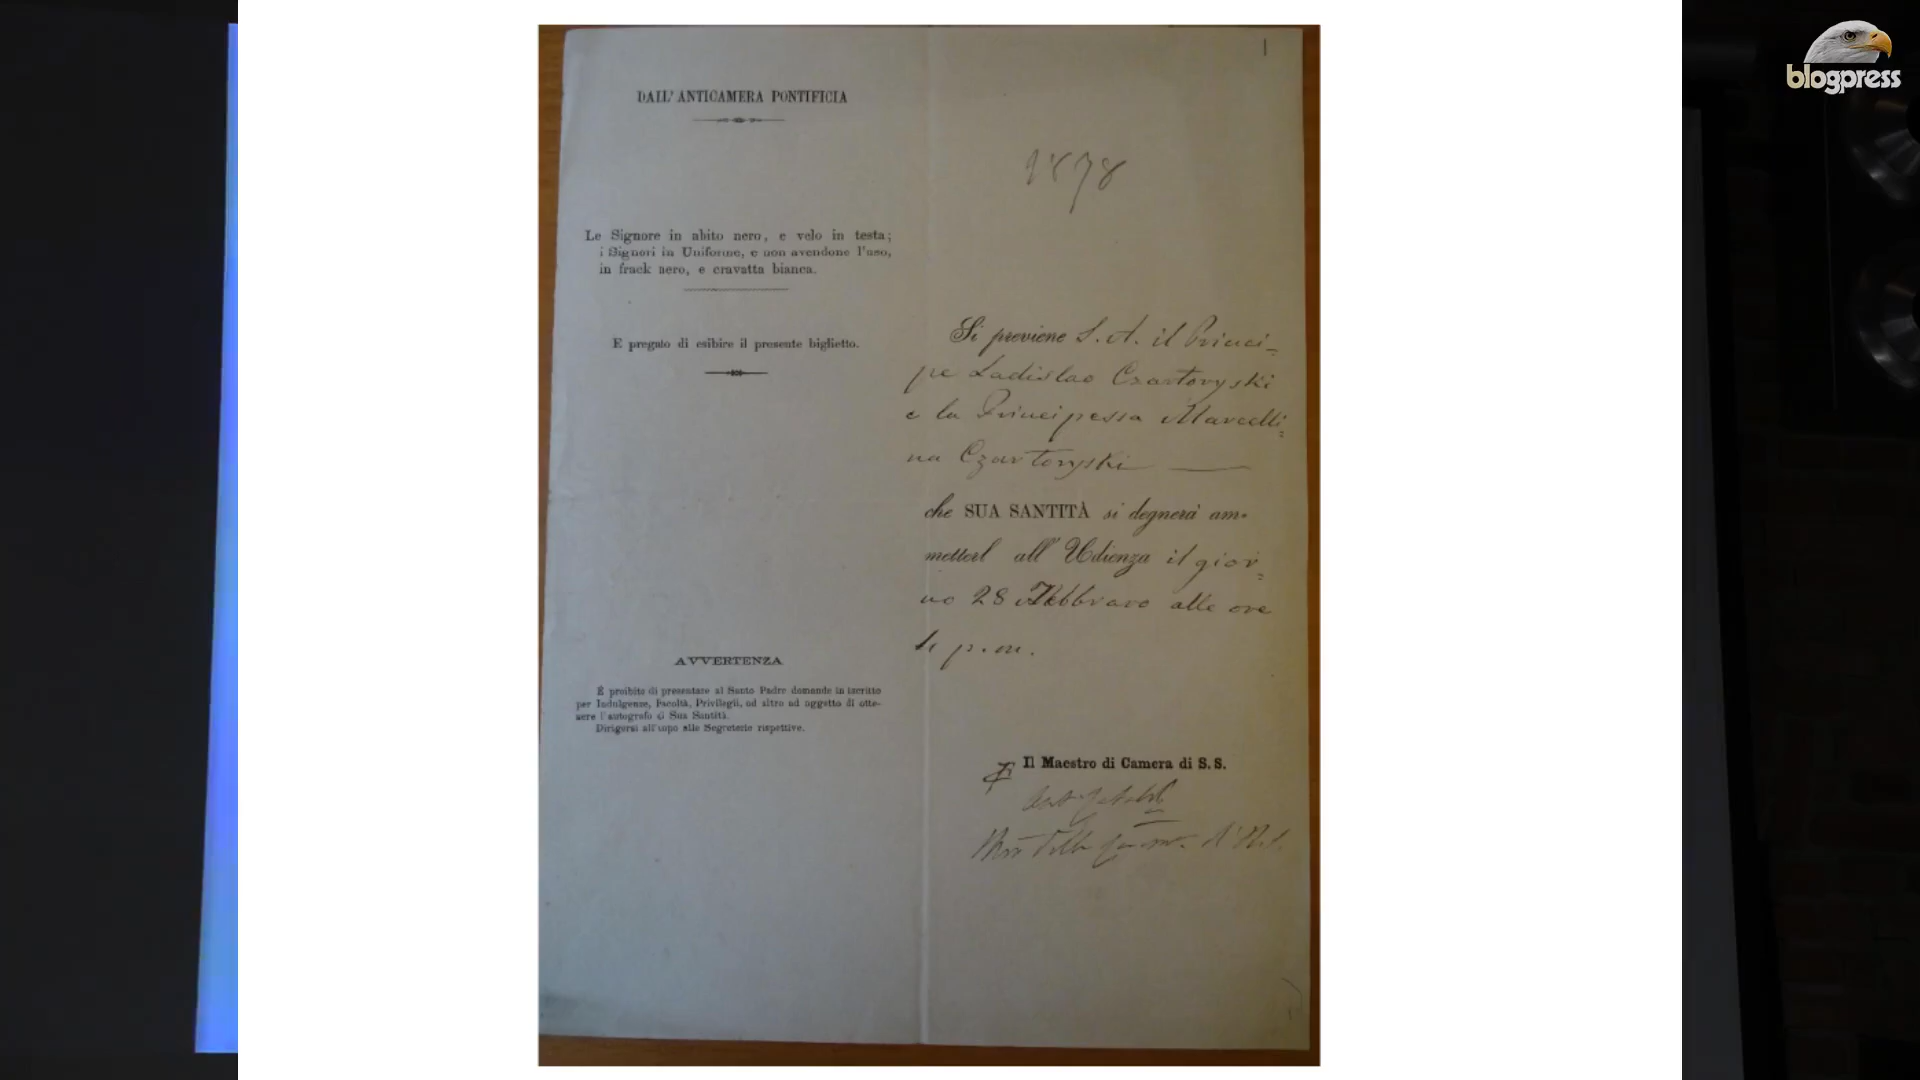 blogpress
DALL' ANTICAMERA PONTIFICIA
Le Signore in abito nero, e velo in testa;
i Signori in Uniforme, e non avendone l'uso,
in frack nero, e cravatta bianca.
E pregato di esibire il presente biglietto.
AVVERTENZA
È proibito di presentare al Santo Padre domande in iscritto
per Indulgenze, Facoltà, Privilegii, od altro ad oggetto di otte-
nere l'autografo di Sua Santità.
Dirigersi all'uopo alle Segreterie rispettive.
1878
Si previene S. A. il Princi=
pe Ladislao Czartoryski
e la Principessa Marcelli=
na Czartoryski
che SUA SANTITÀ si degnerà am-
metterl all' Udienza il gior=
no 28 Febbraro alle ore
p. m.
Il Maestro di Camera di S. S.